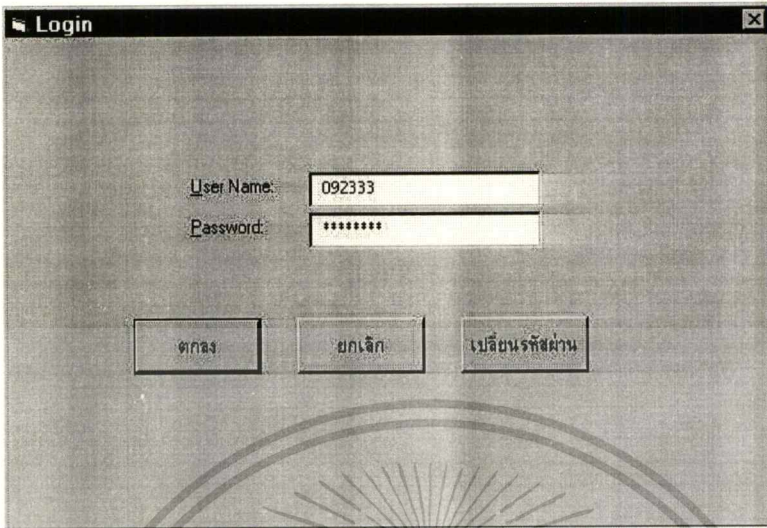 Login
User Name: 092333
Password: ********
ตกลง ยกเลิก เปลี่ยนรหัสผ่าน